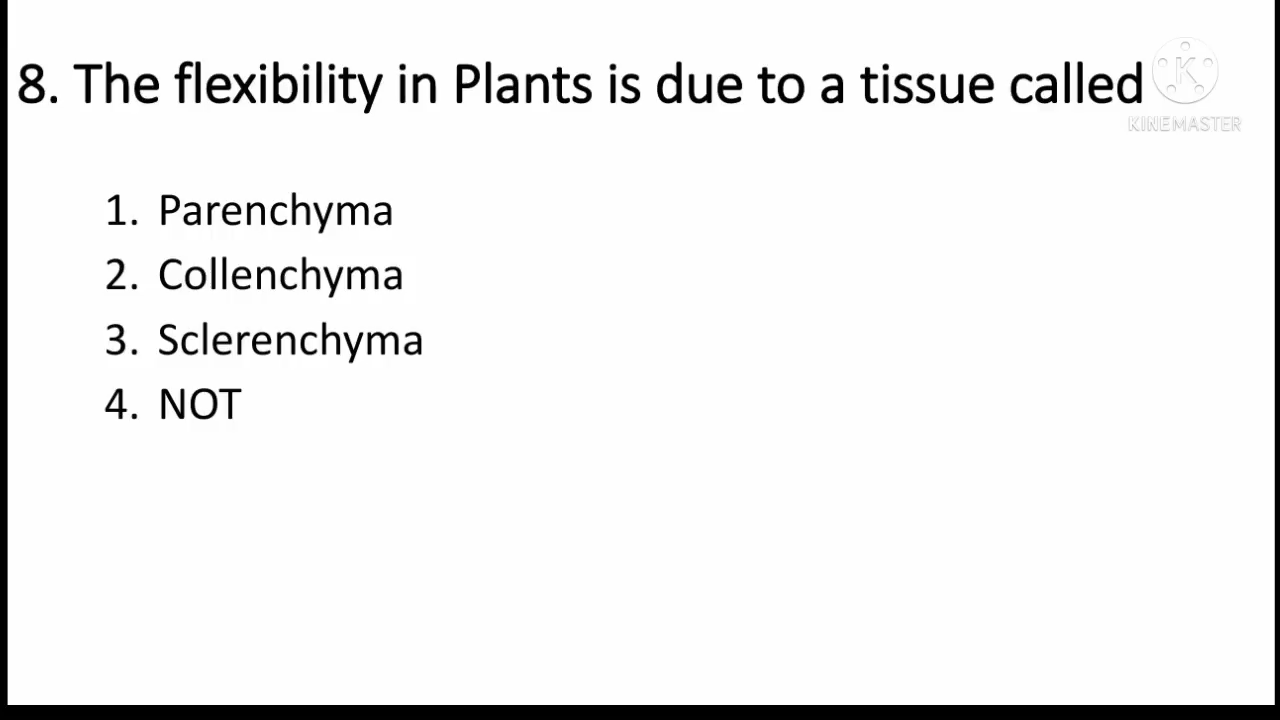 8. The flexibility in Plants is due to a tissue called
K
KINEMASTER
1. Parenchyma
2. Collenchyma
3. Sclerenchyma
4. NOT